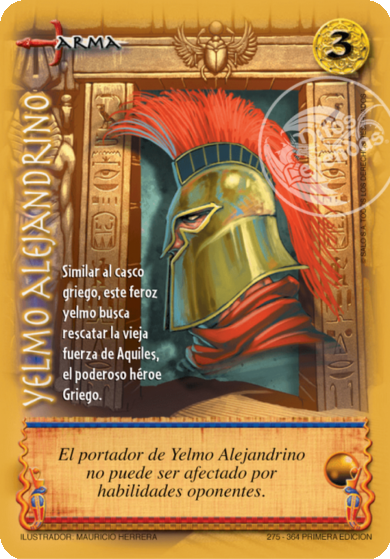 ARMA
3
YELMO ALEJANDRINO
Similar al casco
griego, este feroz
yelmo busca
rescatar la vieja
fuerza de Aquiles,
el poderoso héroe
Griego.
El portador de Yelmo Alejandrino
no puede ser afectado por
habilidades oponentes.
ILUSTRADOR: MAURICIO HERRERA
275 - 364 PRIMERA EDICION